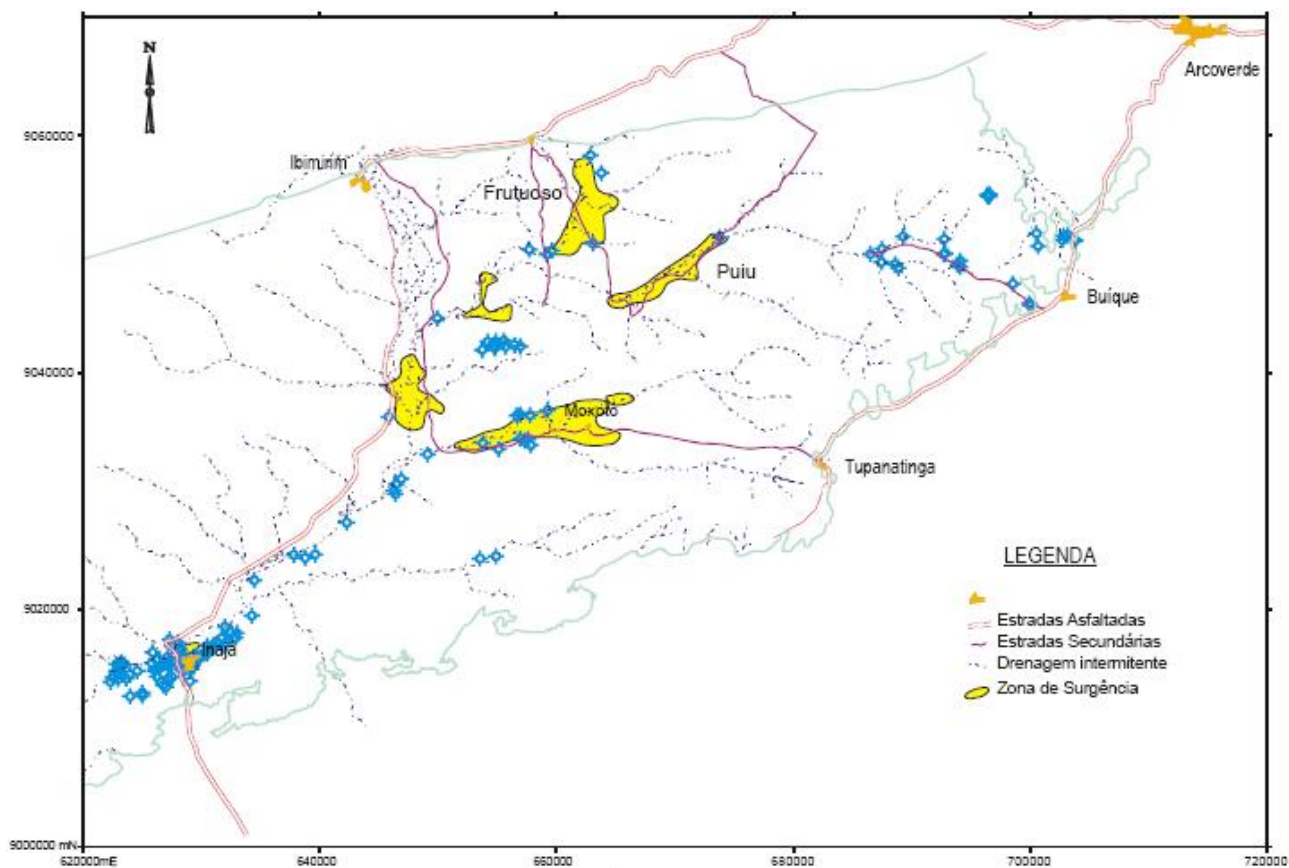 N
Arcoverde
9060000
Ibimirim
Frutuoso
Puiu
Buíque
9040000
Moxotó
Tupanatinga
LEGENDA
Estradas Asfaltadas
Estradas Secundárias
Drenagem intermitente
Zona de Surgência
9020000
Inajá
9000000 mN
620000mE
640000
660000
680000
700000
720000